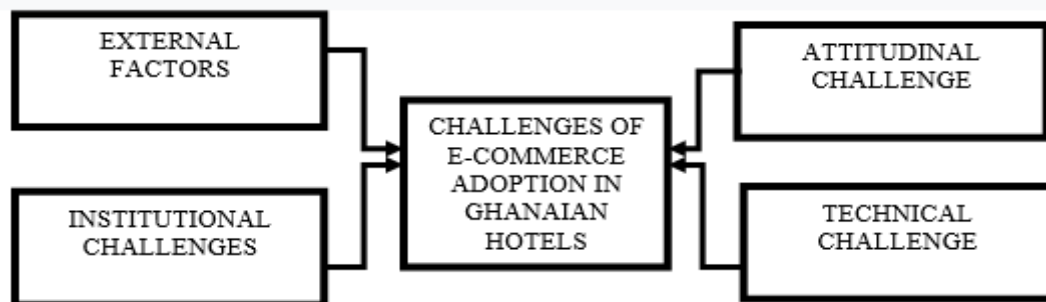 EXTERNAL
FACTORS
INSTITUTIONAL
CHALLENGES
CHALLENGES OF
E-COMMERCE
ADOPTION IN
GHANAIAN
HOTELS
ATTITUDINAL
CHALLENGE
TECHNICAL
CHALLENGE